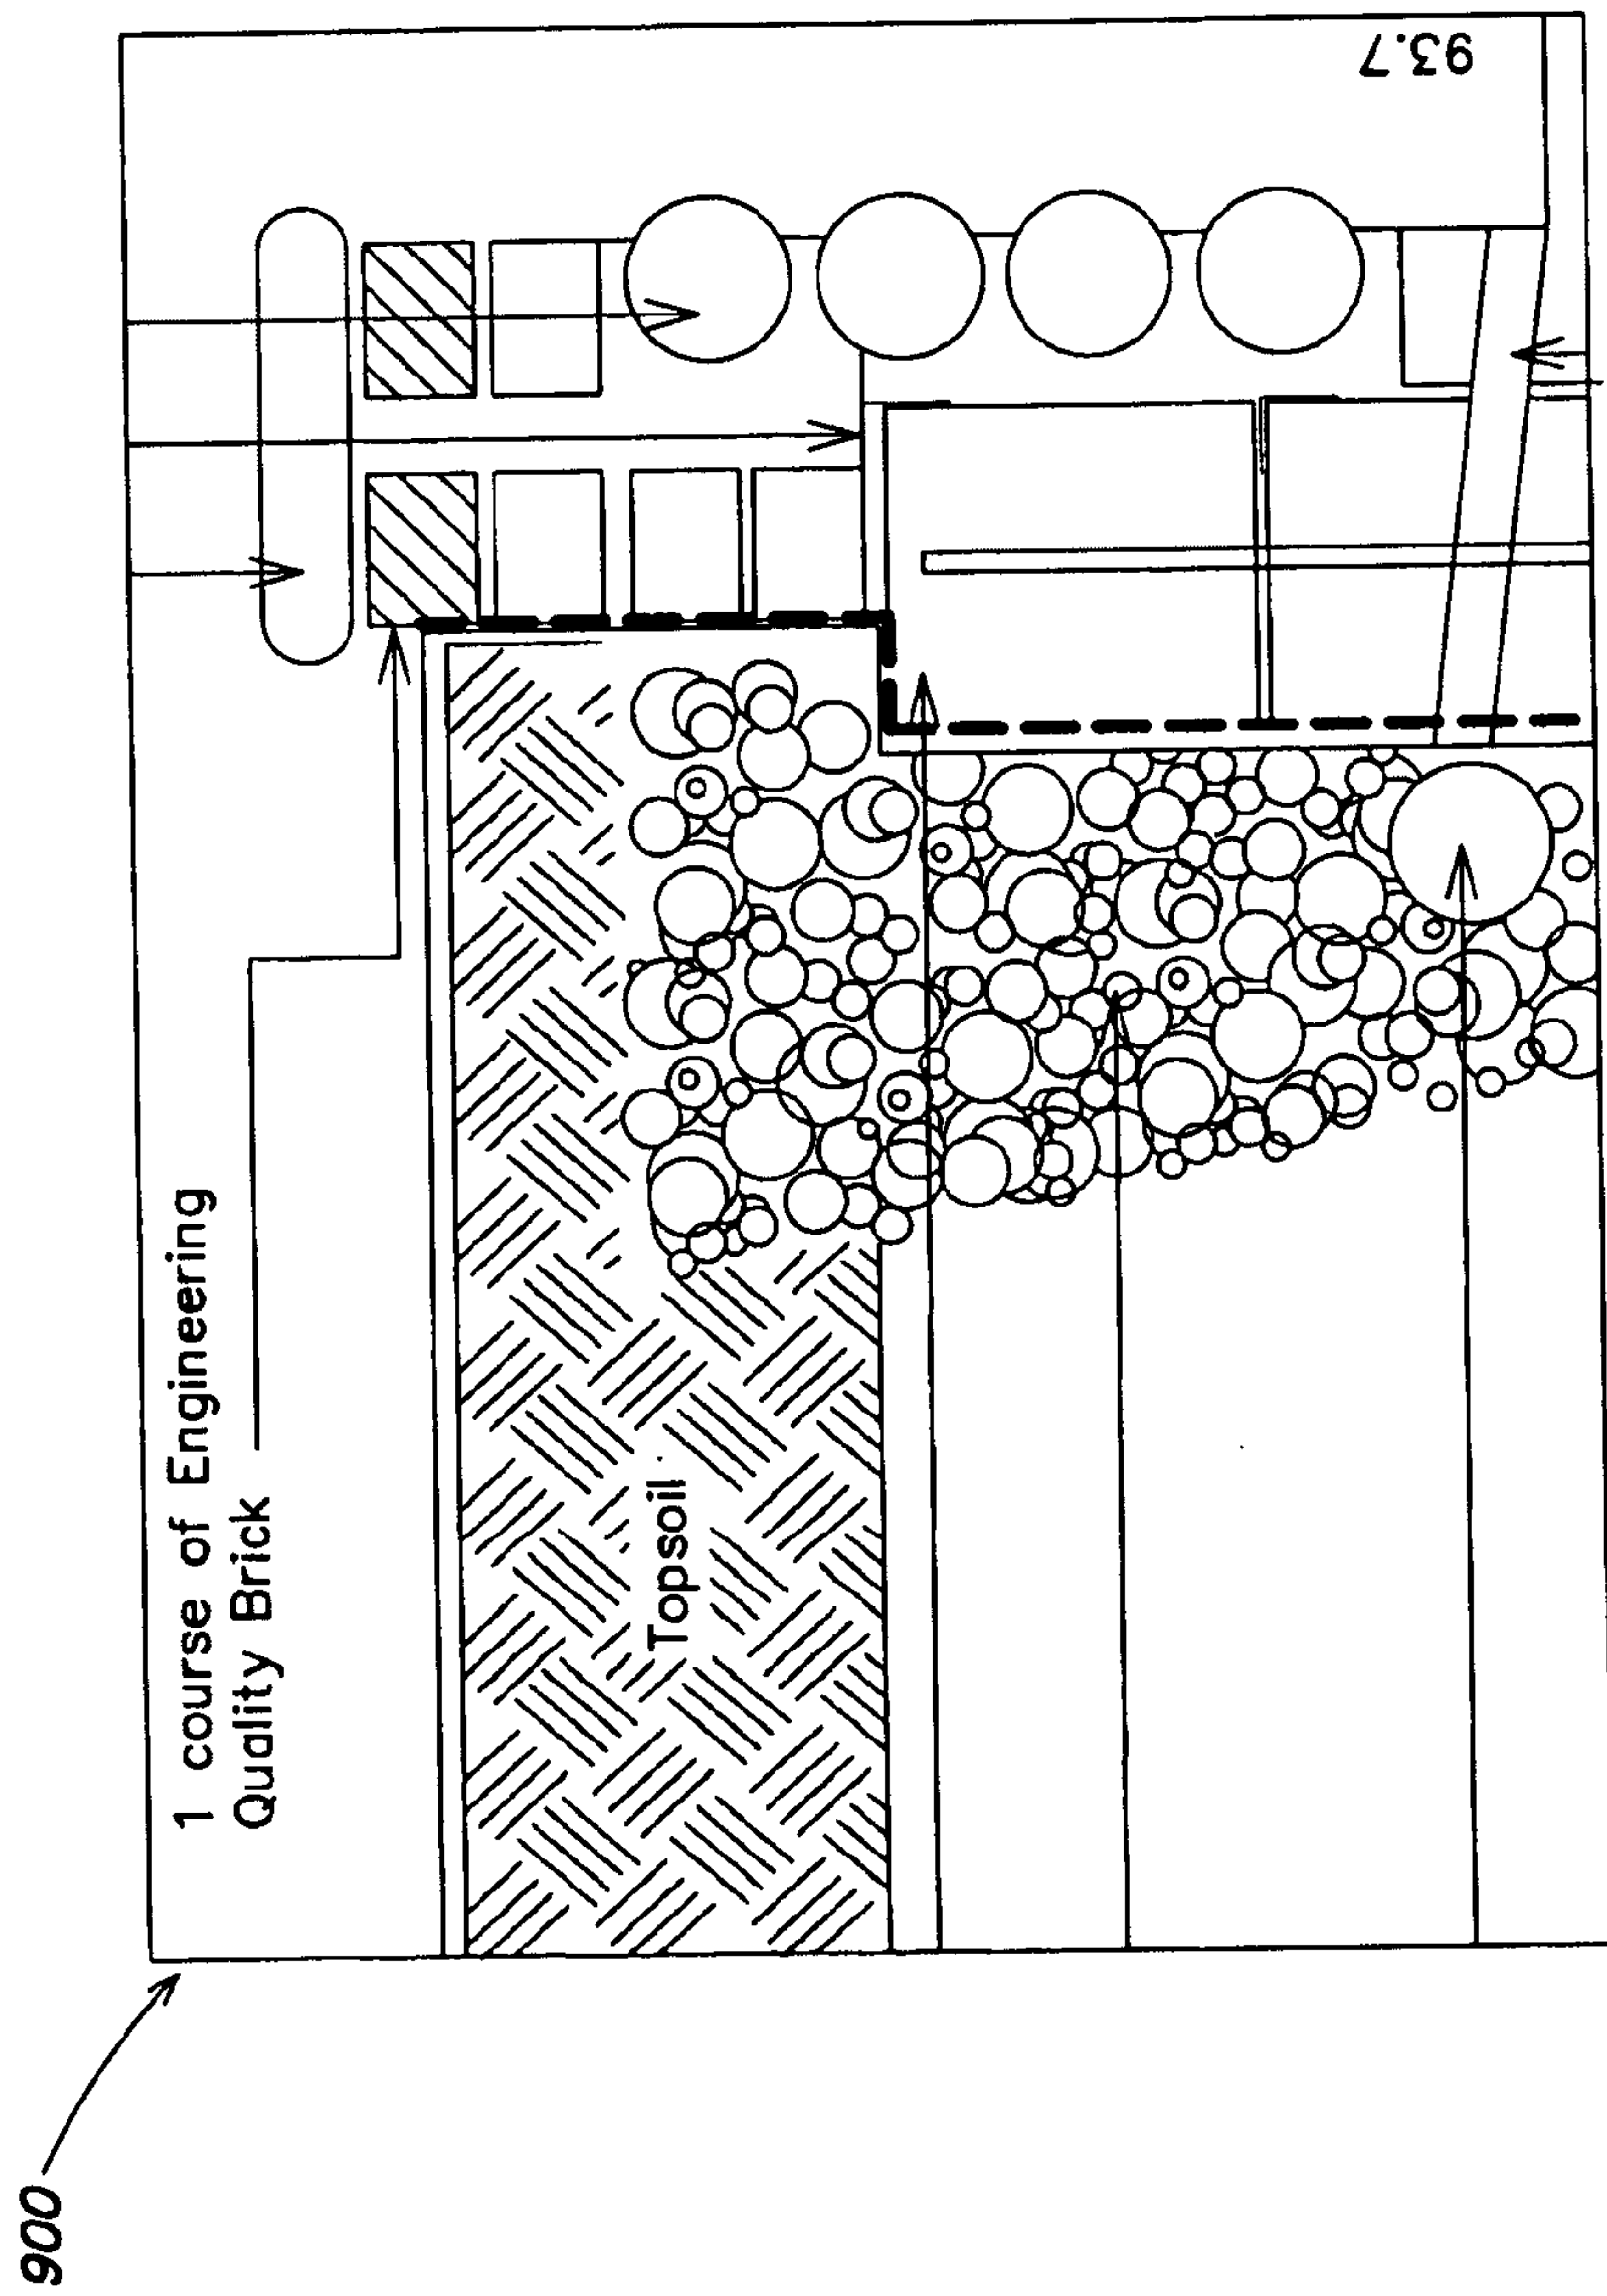 1 course of Engineering
Quality Brick
Topsoil
93.7
900